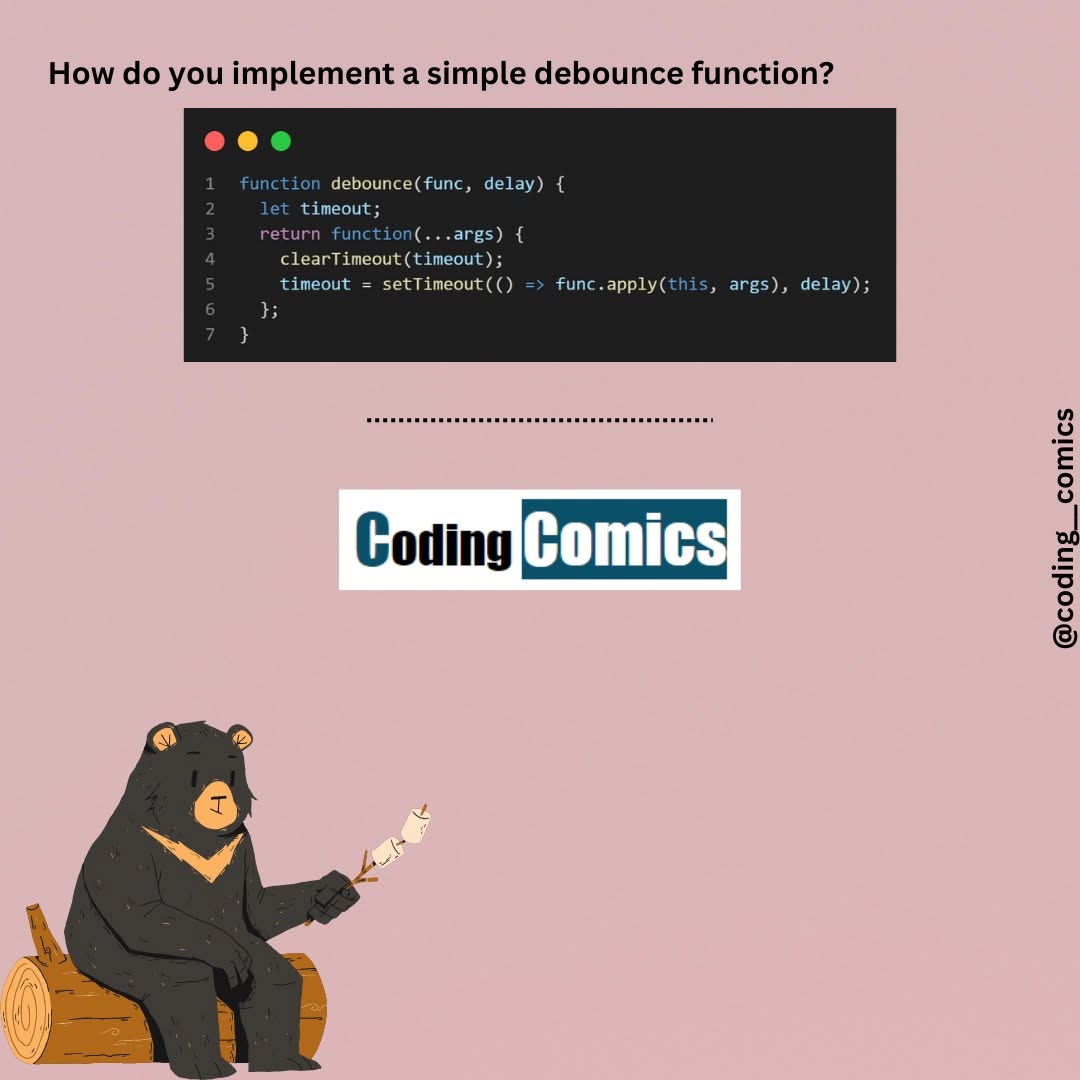 How do you implement a simple debounce function?
1 function debounce(func, delay) {
2   let timeout;
3   return function(...args) {
4     clearTimeout(timeout);
5     timeout = setTimeout(() => func.apply(this, args), delay);
6   };
7 }
Coding Comics
@coding__comics